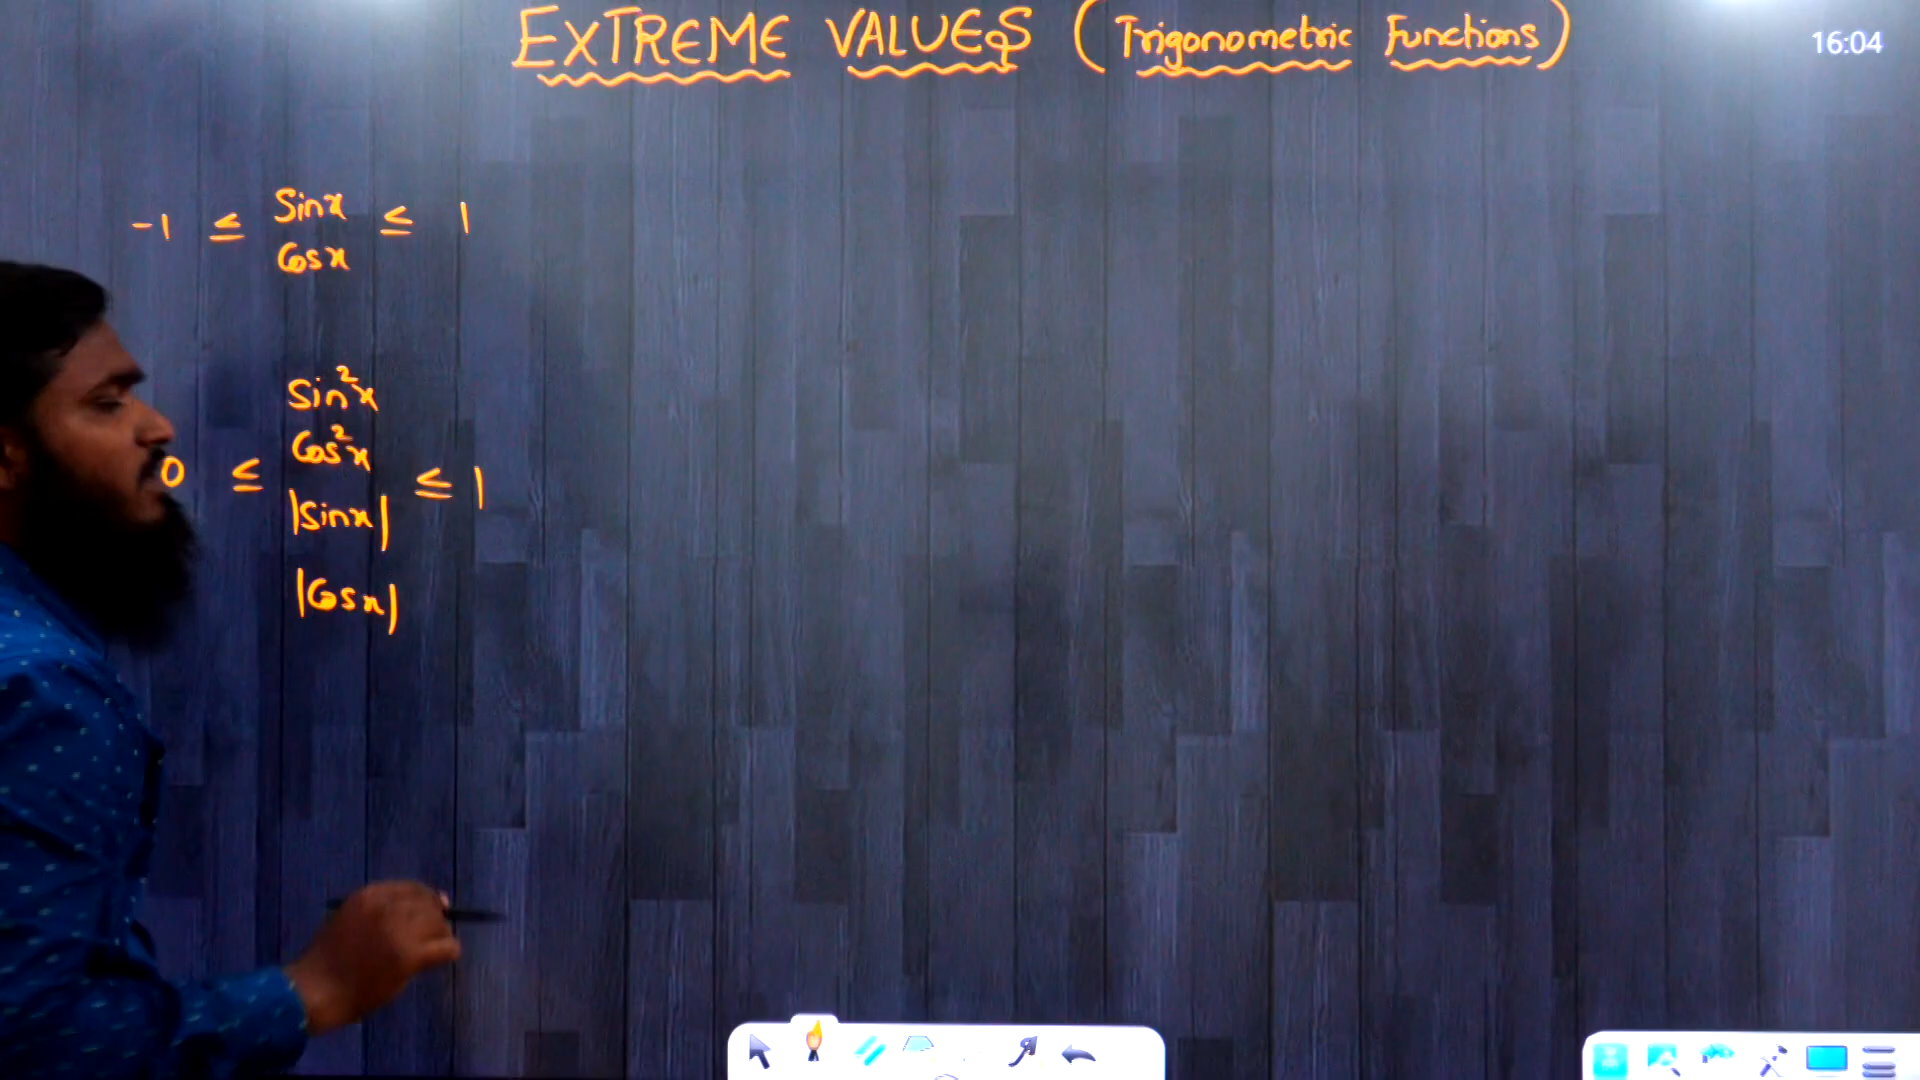 EXTREME VALUES (Trigonometric Functions)
16:04
-1 ≤ Sinx ≤ 1
Cosx
Sin²x
Cos²x
0 ≤ ≤ 1
|Sinx|
|Cosx|